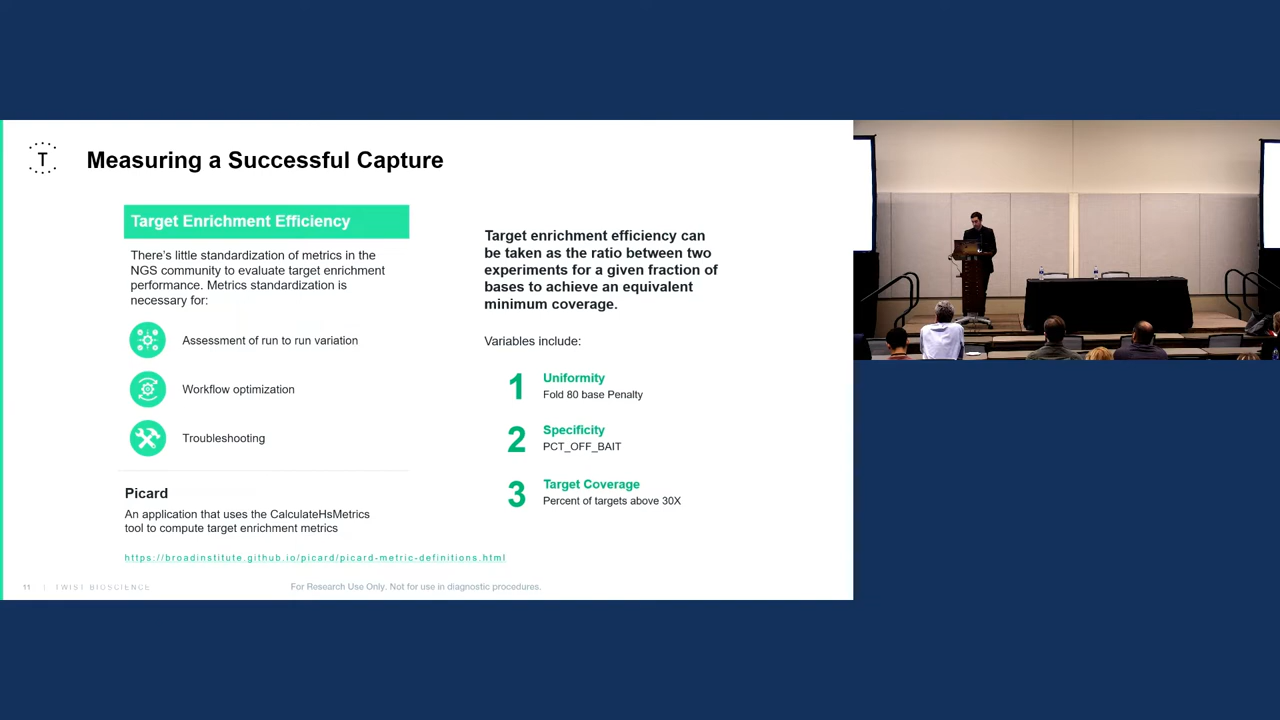 T
Measuring a Successful Capture
Target Enrichment Efficiency
There's little standardization of metrics in the
NGS community to evaluate target enrichment
performance. Metrics standardization is
necessary for:
Assessment of run to run variation
Workflow optimization
Troubleshooting
Picard
An application that uses the CalculateHsMetrics
tool to compute target enrichment metrics
https://broadinstitute.github.io/picard/picard-metric-definitions.html
Target enrichment efficiency can
be taken as the ratio between two
experiments for a given fraction of
bases to achieve an equivalent
minimum coverage.
Variables include:
1
Uniformity
Fold 80 base Penalty
2
Specificity
PCT_OFF_BAIT
3
Target Coverage
Percent of targets above 30X
11 | TWIST BIOSCIENCE
For Research Use Only. Not for use in diagnostic procedures.